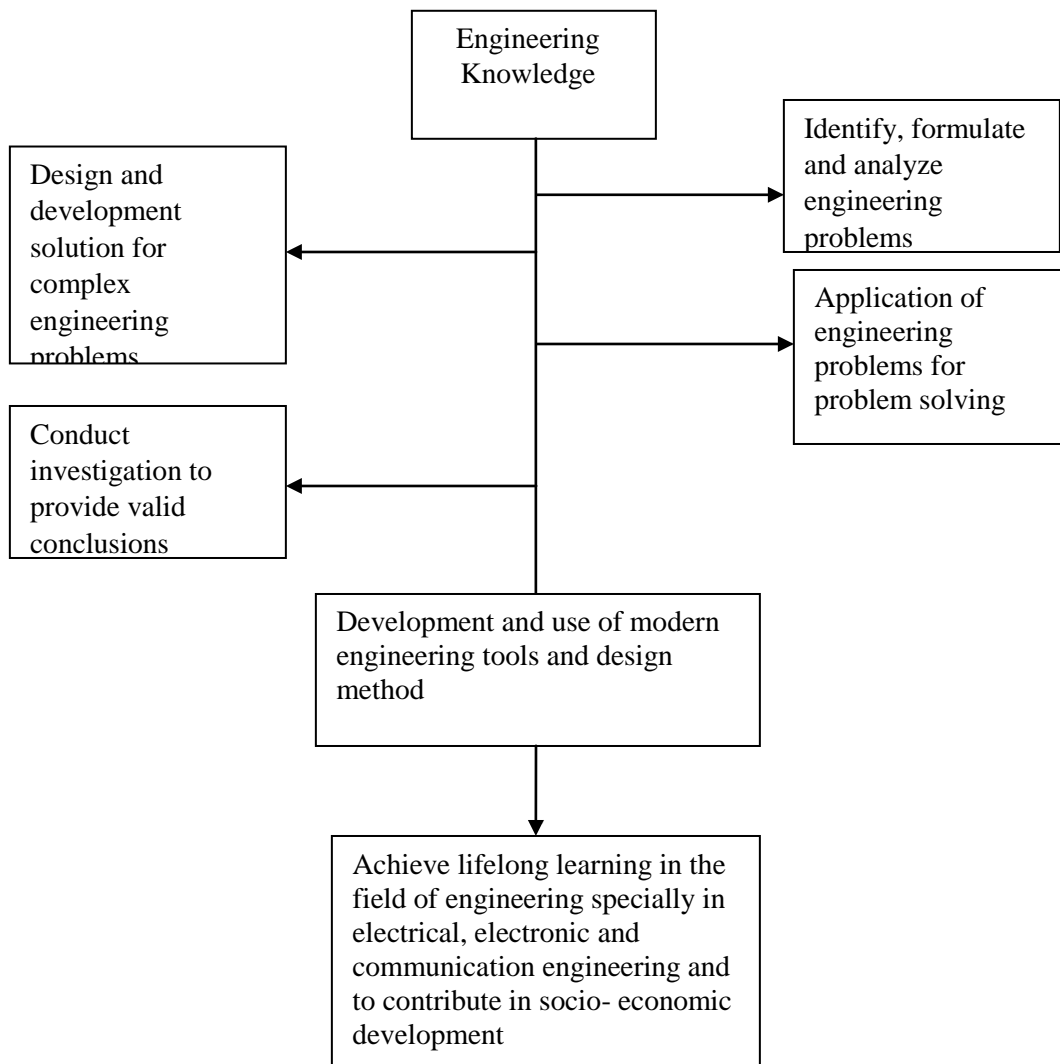 Engineering
Knowledge
Identify, formulate
and analyze
engineering
problems
Design and
development
solution for
complex
engineering
problems
Application of
engineering
problems for
problem solving
Conduct
investigation to
provide valid
conclusions
Development and use of modern
engineering tools and design
method
Achieve lifelong learning in the
field of engineering specially in
electrical, electronic and
communication engineering and
to contribute in socio- economic
development